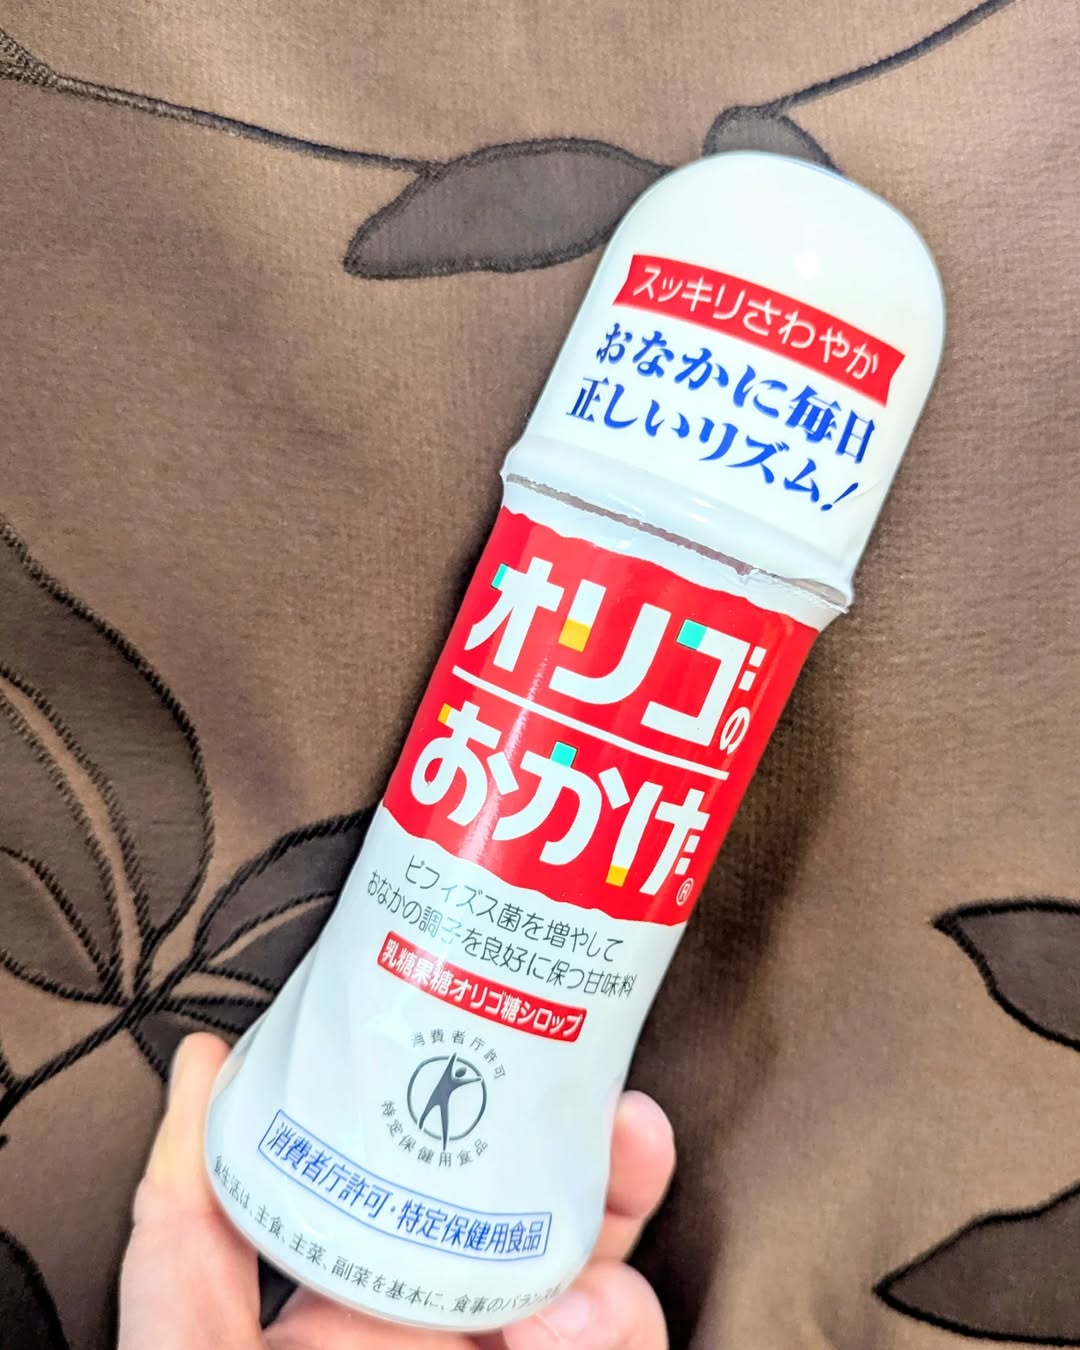 スッキリさわやか
おなかに毎日
正しいリズム!
オリゴの
おかげ®
ビフィズス菌を増やして
おなかの調子を良好に保つ甘味料
乳糖果糖オリゴ糖シロップ
消費者庁許可
特定保健用食品
消費者庁許可・特定保健用食品
食生活は、主食、主菜、副菜を基本に、食事のバランス